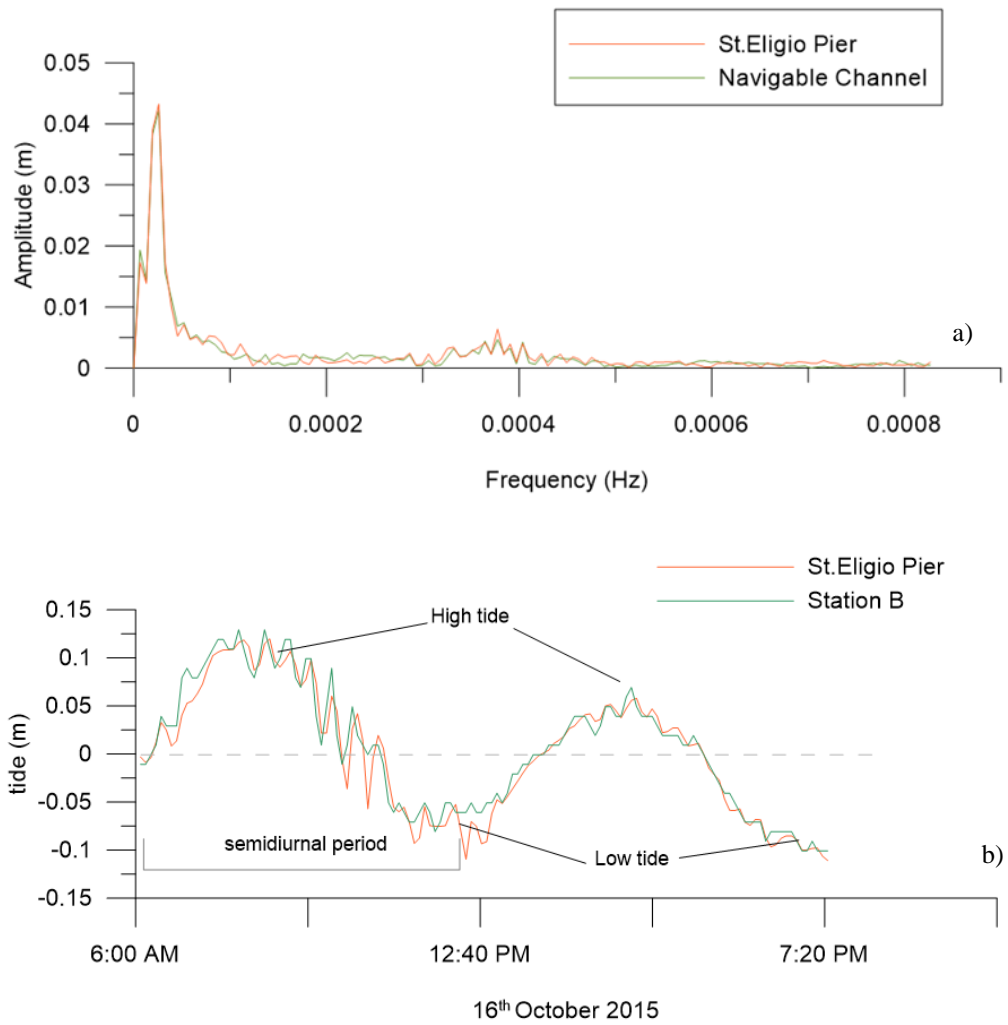 St.Eligio Pier
Navigable Channel
0.05
0.04
0.03
0.02
0.01
0
Amplitude (m)
a)
0
0.0002
0.0004
0.0006
0.0008
Frequency (Hz)
St.Eligio Pier
Station B
0.15
0.1
0.05
0
-0.05
-0.1
-0.15
tide (m)
High tide
semidiurnal period
Low tide
b)
6:00 AM
12:40 PM
7:20 PM
16th October 2015